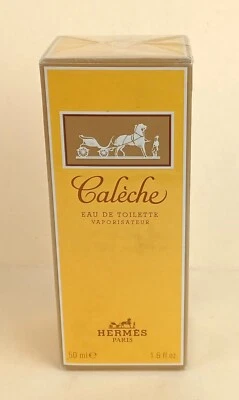 Calèche
EAU DE TOILETTE
VAPORISATEUR
HERMÈS
PARIS
50 ml e 1.6 fl.oz